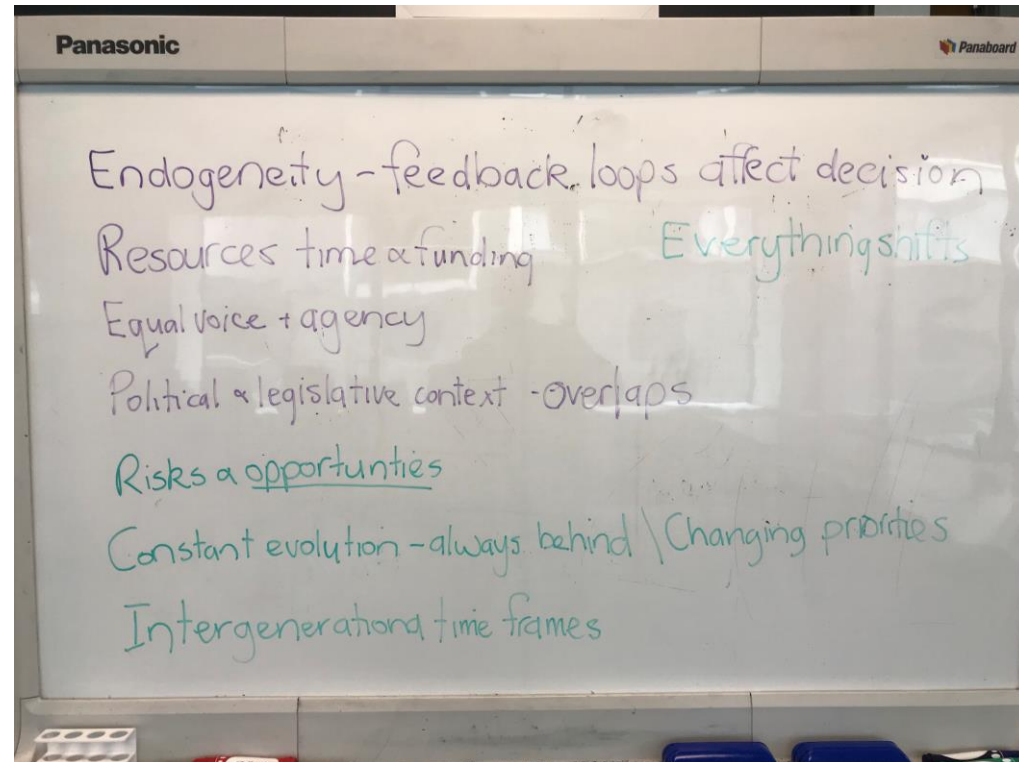 Panasonic
Panaboard
Endogeneity - feedback loops affect decision
Resources time & funding
Everything shifts
Equal voice + agency
Political & legislative context - overlaps
Risks & opportunties
Constant evolution - always behind \ Changing priorities
Intergenerational time frames